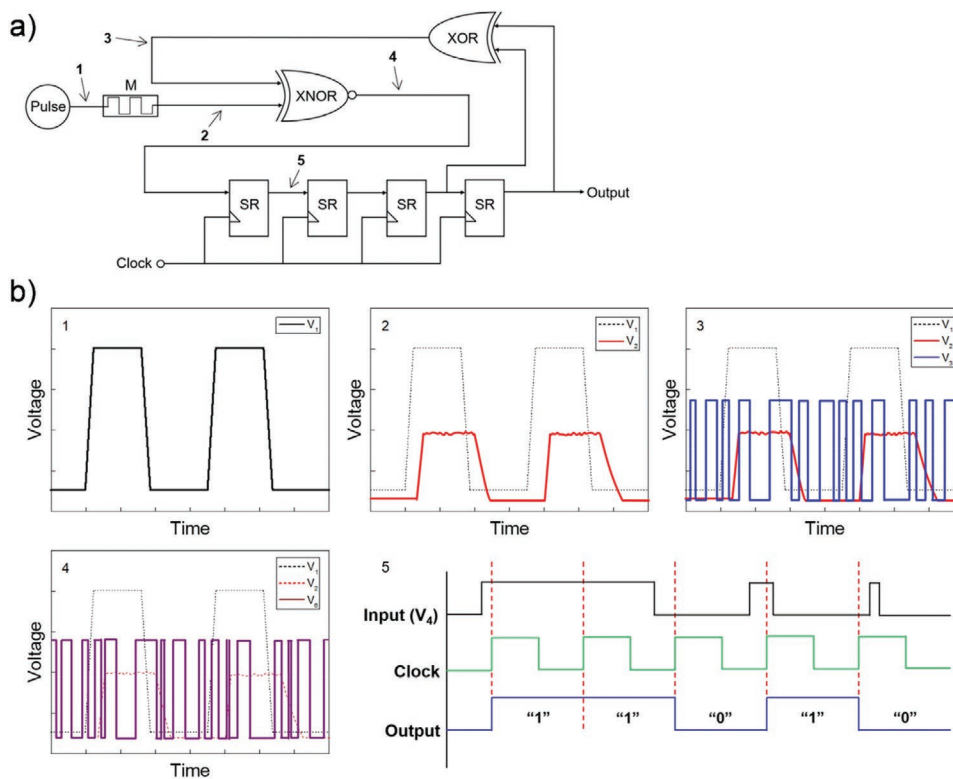 a)
XOR
3
4
1
M
XNOR
Pulse
2
5
SR SR SR SR
Output
Clock
b)
1
V1
Voltage
Time
2
V1
V2
Voltage
Time
3
V1
V2
V3
Voltage
Time
4
V1
V2
V6
Voltage
Time
5
Input (V4)
Clock
Output
“1” “1” “0” “1” “0”